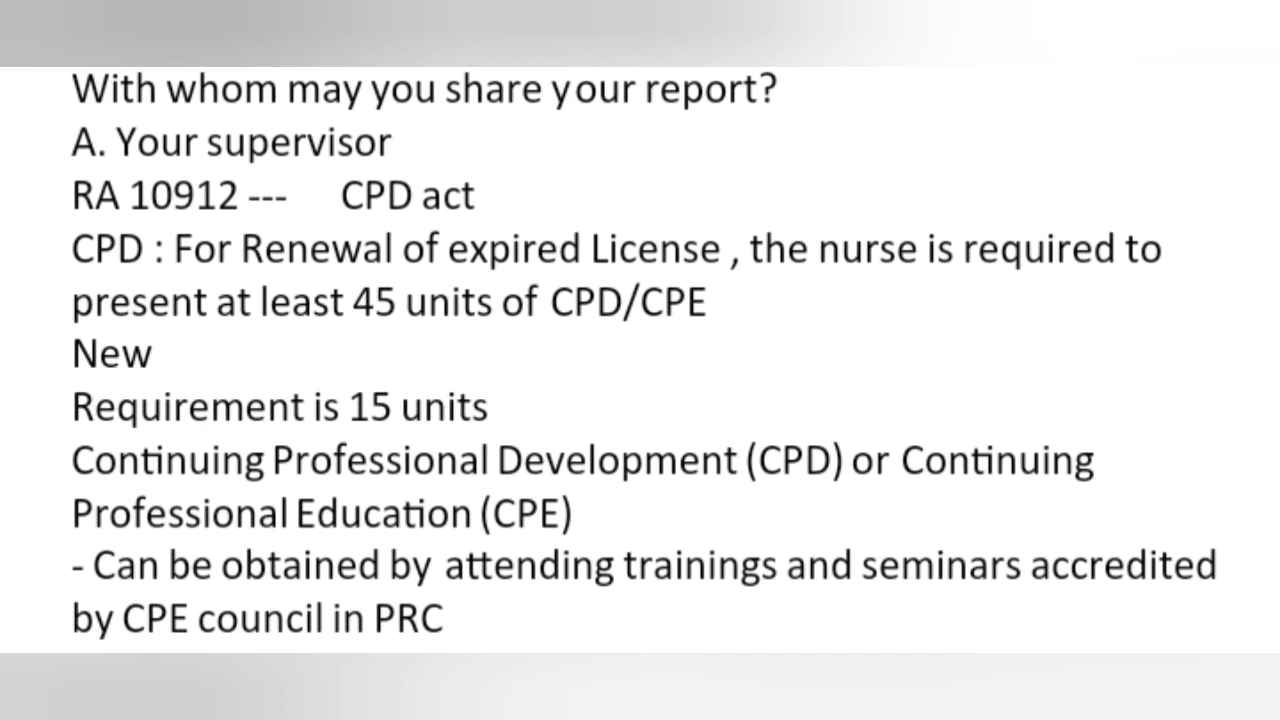 With whom may you share your report?
A. Your supervisor
RA 10912 --- CPD act
CPD : For Renewal of expired License , the nurse is required to
present at least 45 units of CPD/CPE
New
Requirement is 15 units
Continuing Professional Development (CPD) or Continuing
Professional Education (CPE)
- Can be obtained by attending trainings and seminars accredited
by CPE council in PRC